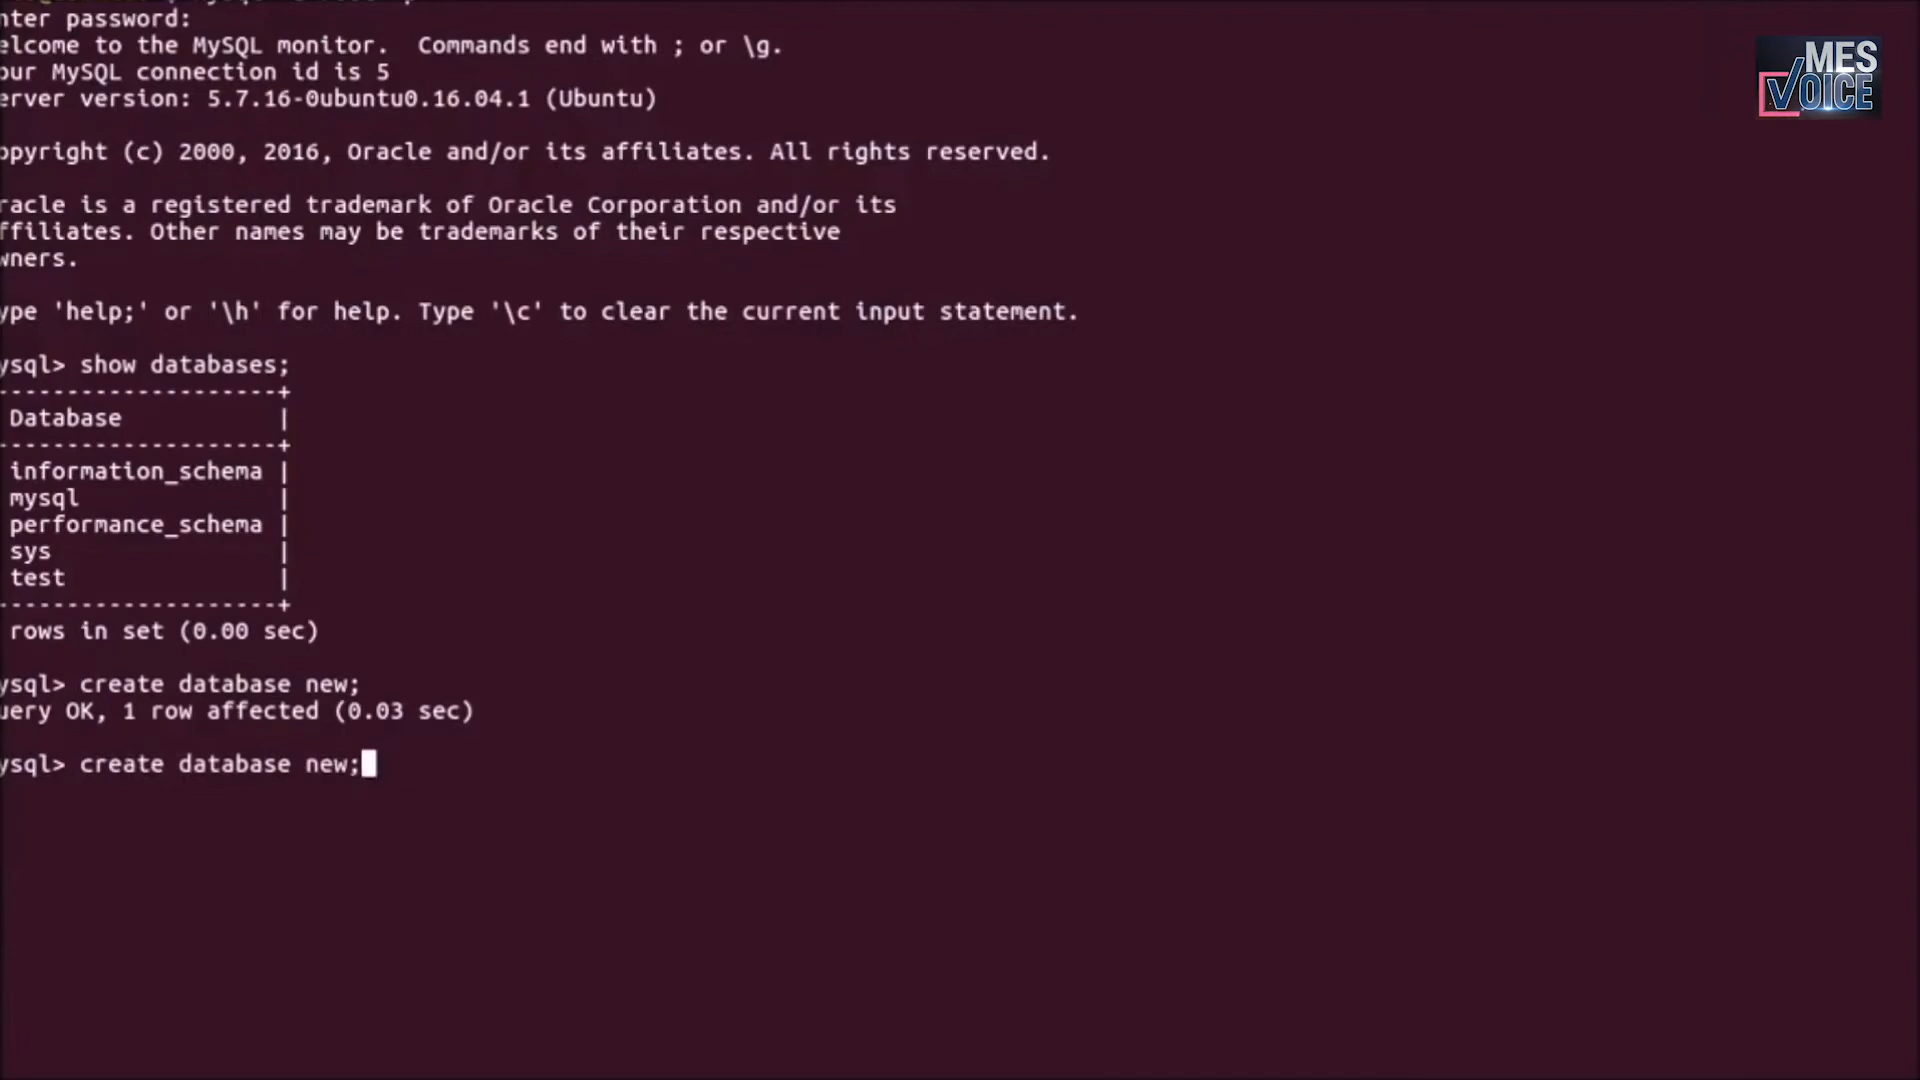 nter password:
elcome to the MySQL monitor.  Commands end with ; or \g.
our MySQL connection id is 5
erver version: 5.7.16-0ubuntu0.16.04.1 (Ubuntu)
opyright (c) 2000, 2016, Oracle and/or its affiliates. All rights reserved.
racle is a registered trademark of Oracle Corporation and/or its
ffiliates. Other names may be trademarks of their respective
wners.
ype 'help;' or '\h' for help. Type '\c' to clear the current input statement.
ysql> show databases;
--------------------+
Database           |
--------------------+
information_schema |
mysql              |
performance_schema |
sys                |
test               |
--------------------+
rows in set (0.00 sec)
ysql> create database new;
uery OK, 1 row affected (0.03 sec)
ysql> create database new;
MES
VOICE